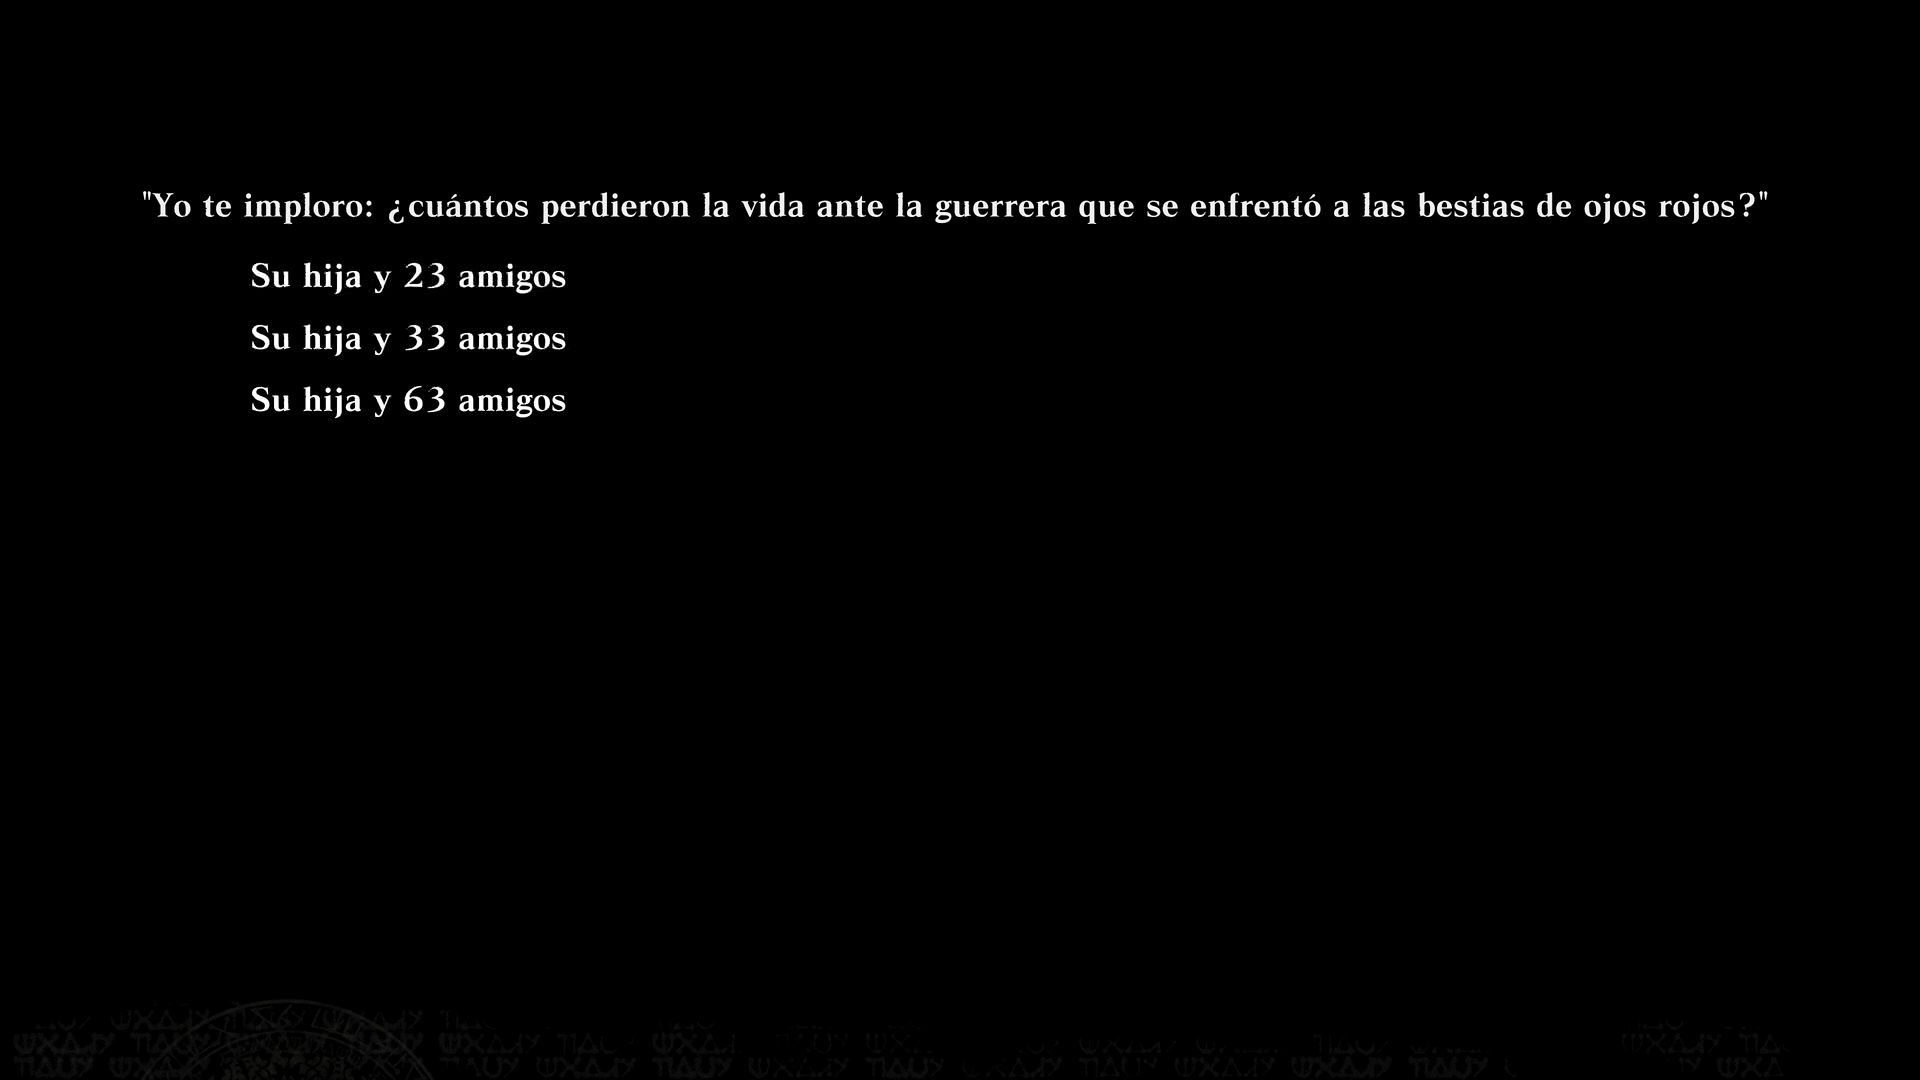 "Yo te imploro: ¿cuántos perdieron la vida ante la guerrera que se enfrentó a las bestias de ojos rojos?"
Su hija y 23 amigos
Su hija y 33 amigos
Su hija y 63 amigos